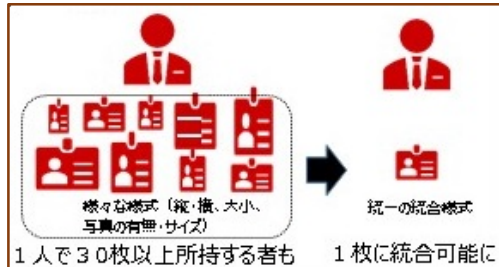 様々な様式（縦・横、大小、
写真の有無・サイズ）
１人で３０枚以上所持する者も
統一の統合様式
１枚に統合可能に